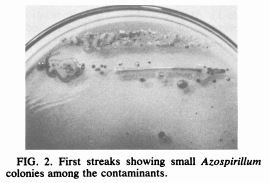 FIG. 2. First streaks showing small Azospirillum
colonies among the contaminants.